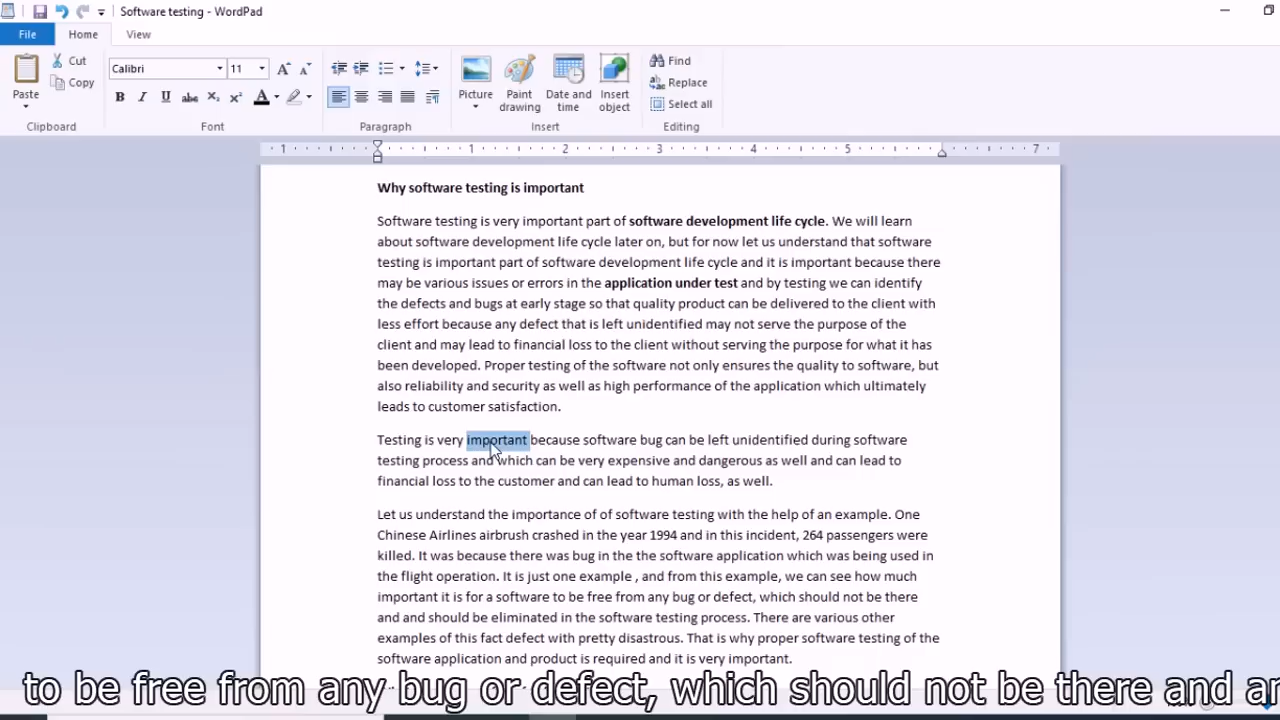 Software testing - WordPad
File Home View
Paste Cut Copy Clipboard
Calibri 11 Font
Paragraph
Picture Paint drawing Date and time Insert object Insert
Find Replace Select all Editing
1 1 2 3 4 5 7
Why software testing is important
Software testing is very important part of software development life cycle. We will learn
about software development life cycle later on, but for now let us understand that software
testing is important part of software development life cycle and it is important because there
may be various issues or errors in the application under test and by testing we can identify
the defects and bugs at early stage so that quality product can be delivered to the client with
less effort because any defect that is left unidentified may not serve the purpose of the
client and may lead to financial loss to the client without serving the purpose for what it has
been developed. Proper testing of the software not only ensures the quality to software, but
also reliability and security as well as high performance of the application which ultimately
leads to customer satisfaction.
Testing is very important because software bug can be left unidentified during software
testing process and which can be very expensive and dangerous as well and can lead to
financial loss to the customer and can lead to human loss, as well.
Let us understand the importance of of software testing with the help of an example. One
Chinese Airlines airbrush crashed in the year 1994 and in this incident, 264 passengers were
killed. It was because there was bug in the the software application which was being used in
the flight operation. It is just one example , and from this example, we can see how much
important it is for a software to be free from any bug or defect, which should not be there
and and should be eliminated in the software testing process. There are various other
examples of this fact defect with pretty disastrous. That is why proper software testing of the
software application and product is required and it is very important.
to be free from any bug or defect, which should not be there and